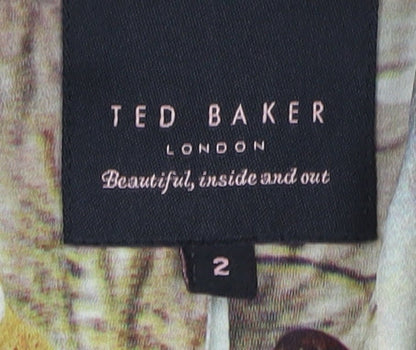 TED BAKER
LONDON
Beautiful, inside and out
2